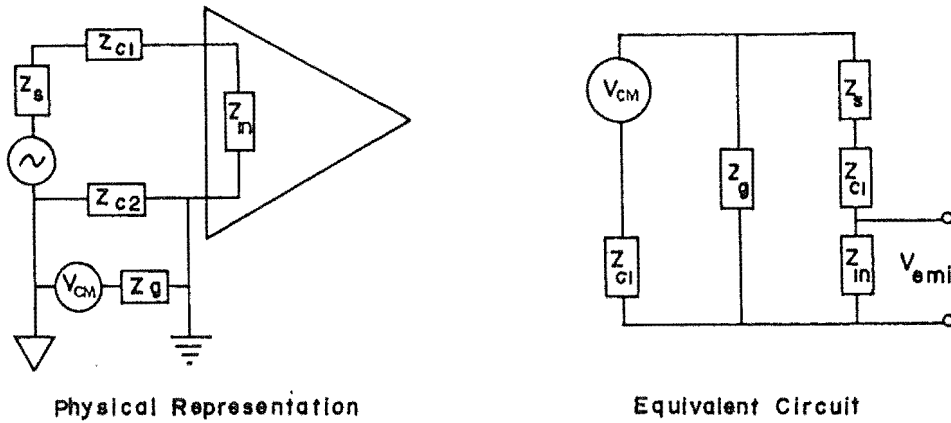 Zc1
Zs
Zin
Zc2
VCM
Zg
VCM
Zg
Zs
Zc1
Zc1
Zin
Vemi
Physical Representation
Equivalent Circuit